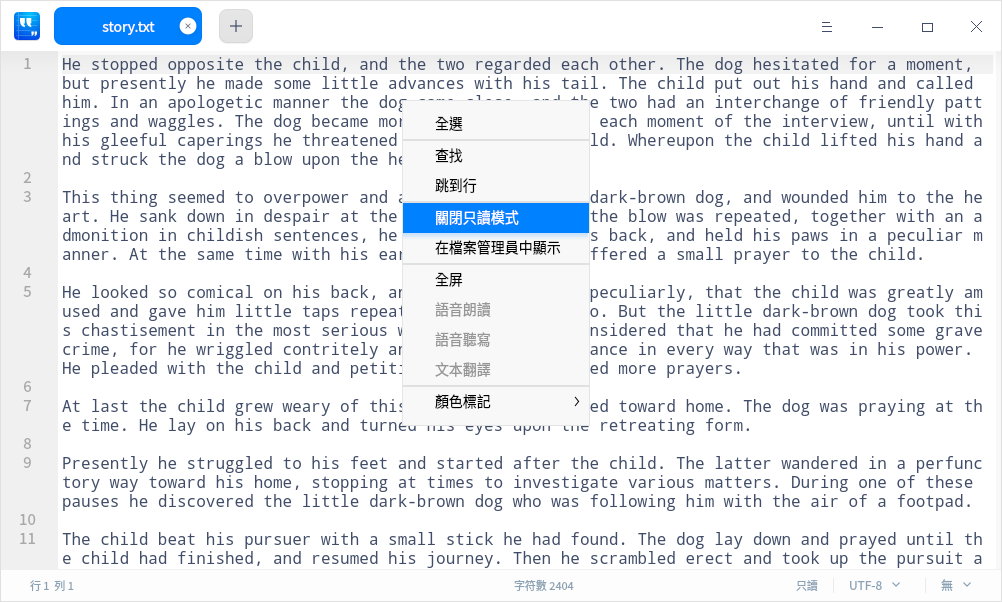 story.txt
1 He stopped opposite the child, and the two regarded each other. The dog hesitated for a moment,
but presently he made some little advances with his tail. The child put out his hand and called
him. In an apologetic manner the dog came close, and the two had an interchange of friendly patt
ings and waggles. The dog became mor each moment of the interview, until with
his gleeful caperings he threatened ld. Whereupon the child lifted his hand a
nd struck the dog a blow upon the he
2
3 This thing seemed to overpower and a dark-brown dog, and wounded him to the he
art. He sank down in despair at the the blow was repeated, together with an a
dmonition in childish sentences, he s back, and held his paws in a peculiar m
anner. At the same time with his ear ffered a small prayer to the child.
4
5 He looked so comical on his back, an peculiarly, that the child was greatly am
used and gave him little taps repeat o. But the little dark-brown dog took thi
s chastisement in the most serious w nsidered that he had committed some grave
crime, for he wriggled contritely an ance in every way that was in his power.
He pleaded with the child and petiti ed more prayers.
6
7 At last the child grew weary of this ed toward home. The dog was praying at th
e time. He lay on his back and turned his eyes upon the retreating form.
8
9 Presently he struggled to his feet and started after the child. The latter wandered in a perfunc
tory way toward his home, stopping at times to investigate various matters. During one of these
pauses he discovered the little dark-brown dog who was following him with the air of a footpad.
10
11 The child beat his pursuer with a small stick he had found. The dog lay down and prayed until th
e child had finished, and resumed his journey. Then he scrambled erect and took up the pursuit a
全選
查找
跳到行
關閉只讀模式
在檔案管理員中顯示
全屏
語音朗讀
語音聽寫
文本翻譯
顏色標記
行 1 列 1 字符數 2404 只讀 UTF-8 無